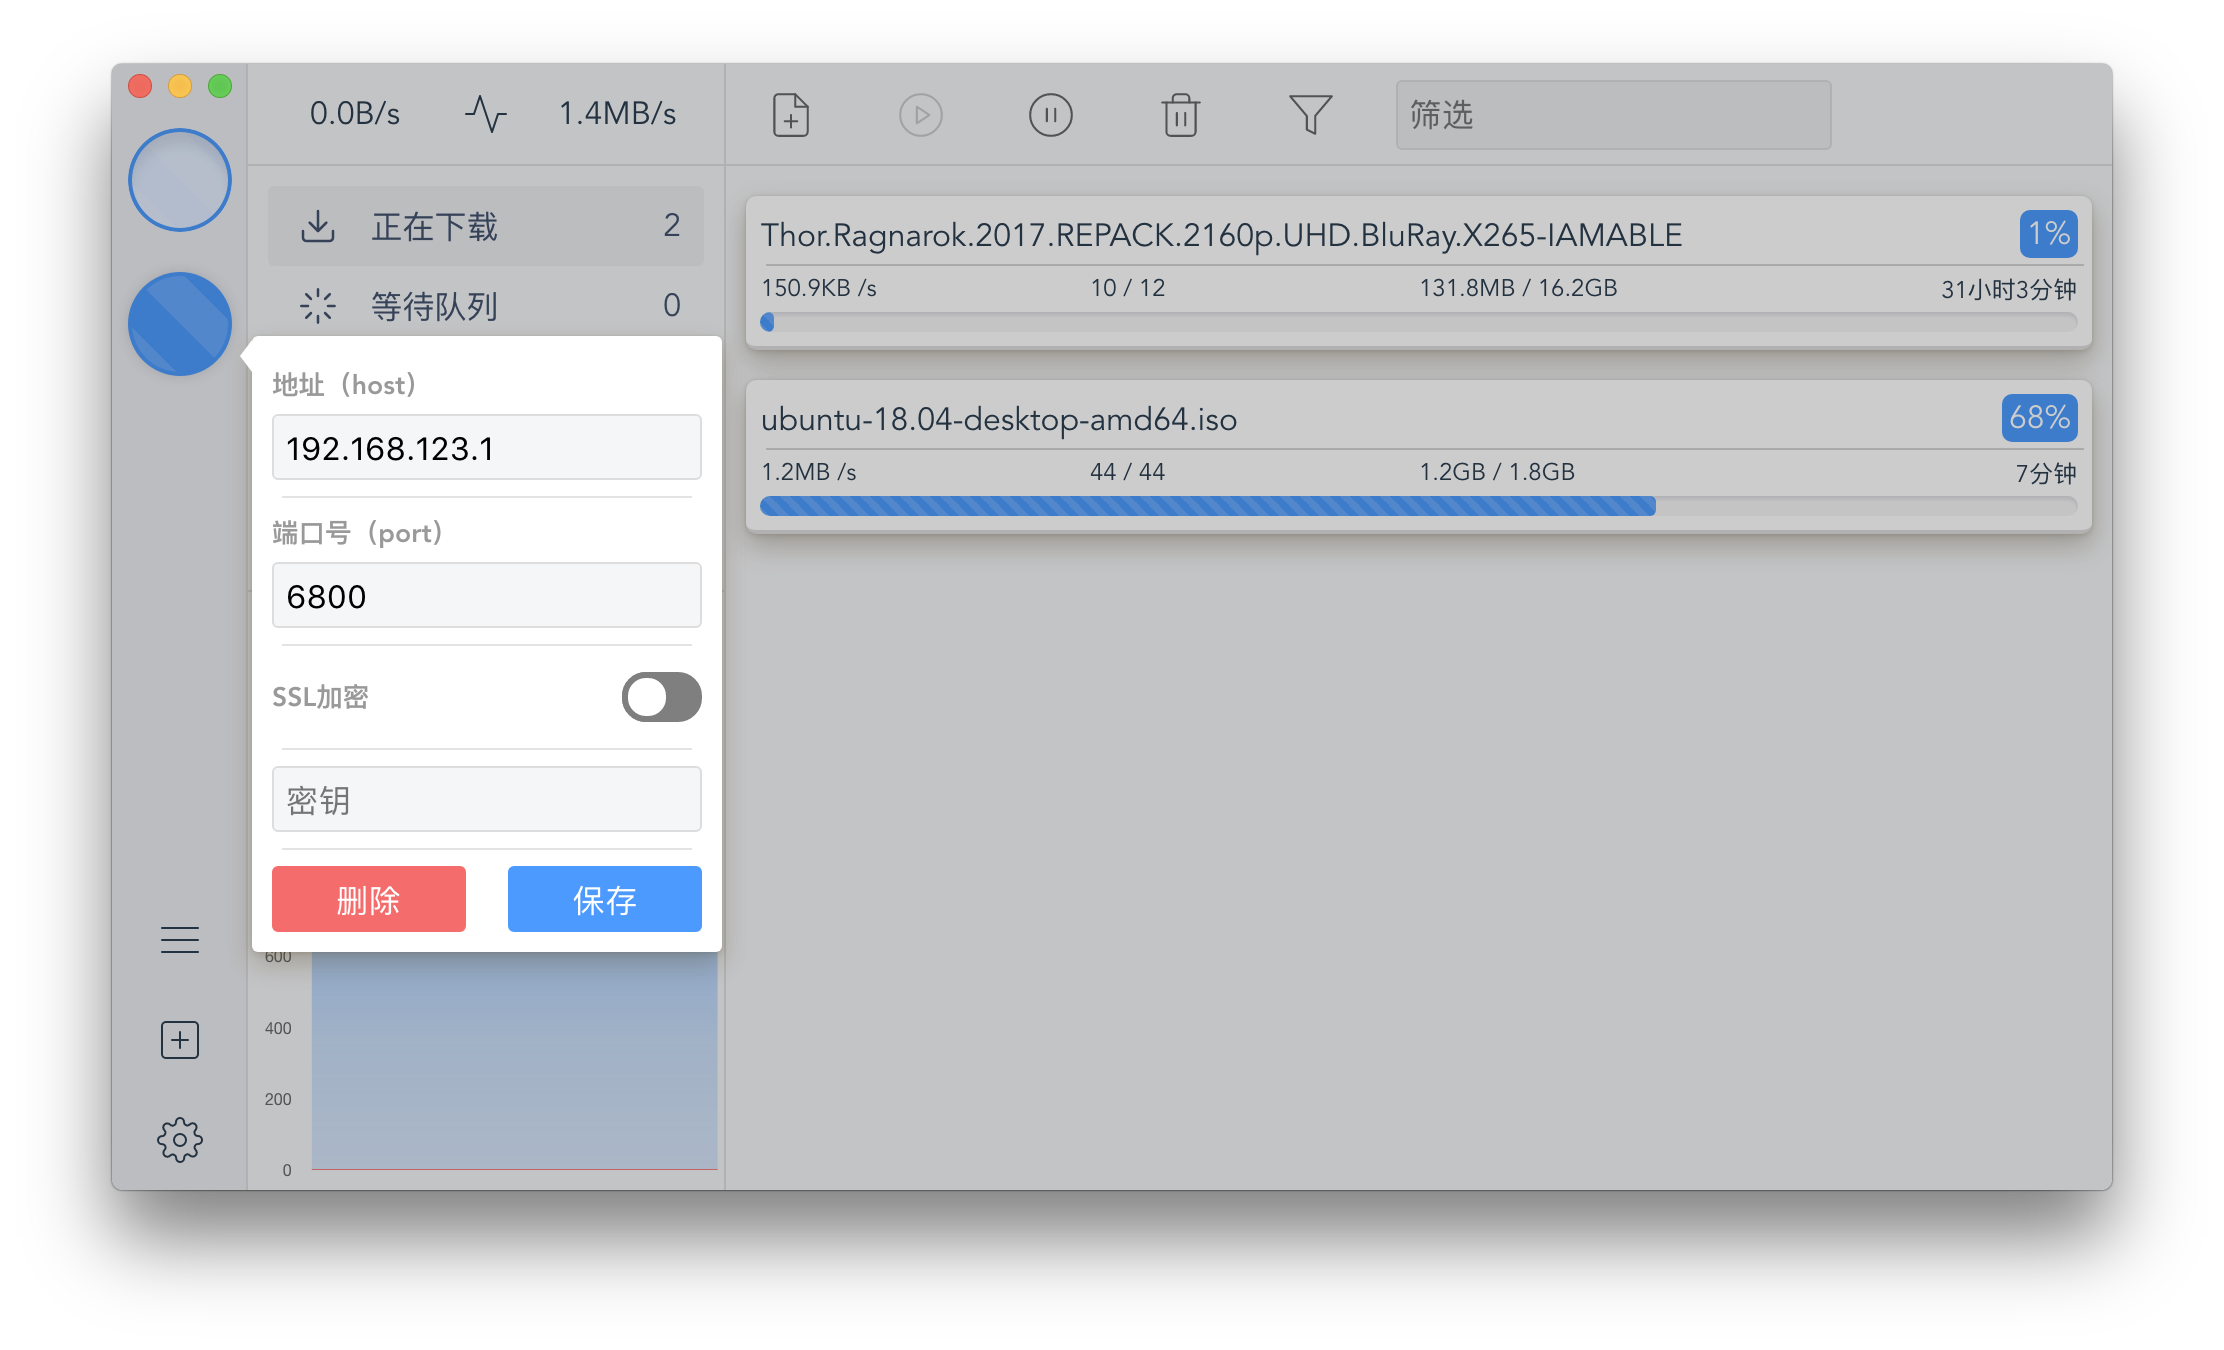 0.0B/s 1.4MB/s
筛选
正在下载 2
等待队列 0
地址（host）
192.168.123.1
端口号（port）
6800
SSL加密
密钥
删除 保存
600
400
200
0
Thor.Ragnarok.2017.REPACK.2160p.UHD.BluRay.X265-IAMABLE 1%
150.9KB /s 10 / 12 131.8MB / 16.2GB 31小时3分钟
ubuntu-18.04-desktop-amd64.iso 68%
1.2MB /s 44 / 44 1.2GB / 1.8GB 7分钟